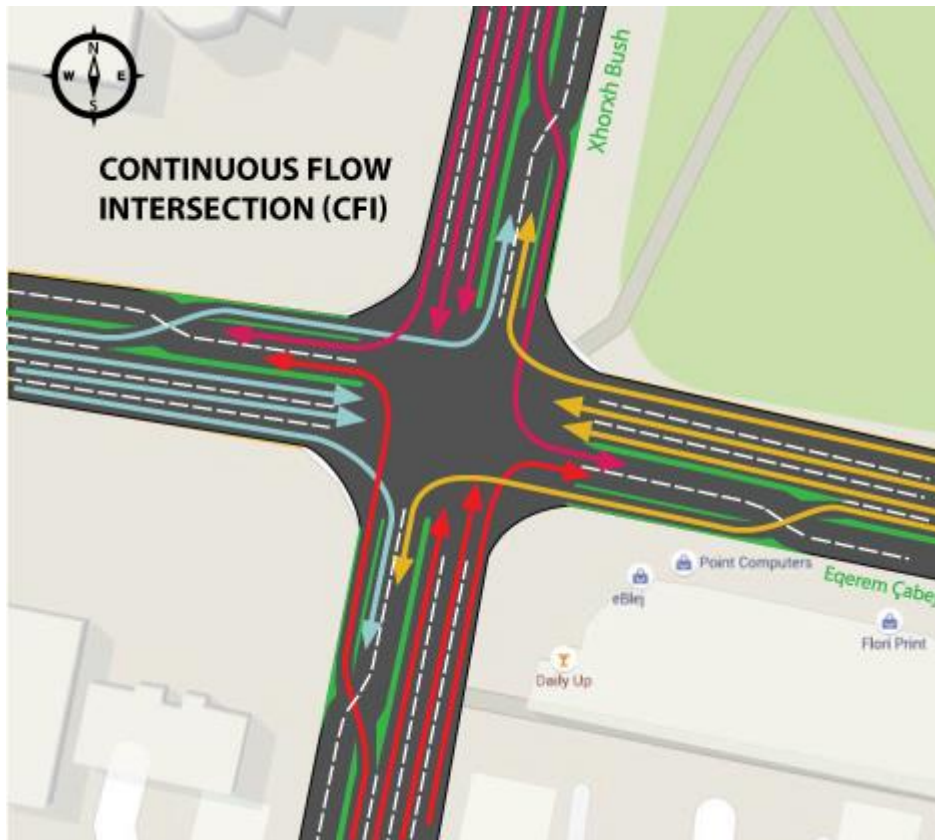 N
W E
S
CONTINUOUS FLOW
INTERSECTION (CFI)
Xhorxh Bush
Point Computers
eBlej
Eqerem Çabej
Flori Print
Daily Up